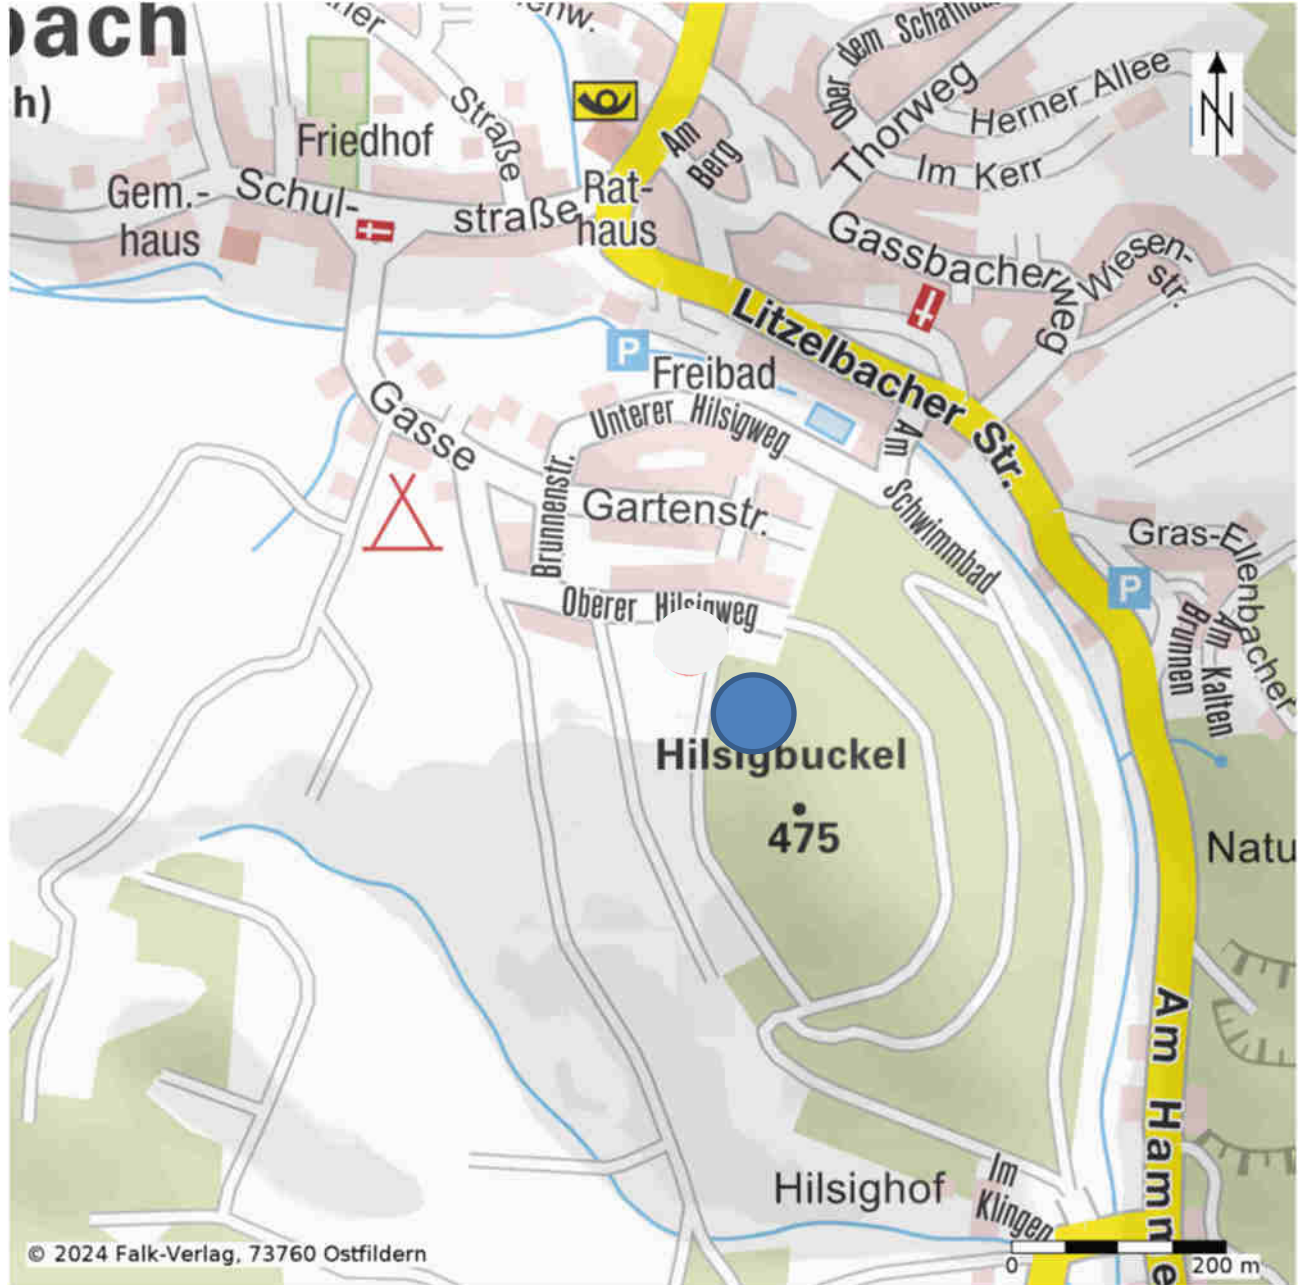 bach
h)
Straße
Am
Berg
Über dem
Thorweg
Herner Allee
Im Kerr
N
Friedhof
Gem.-
haus
Schul-
straße
Rat-
haus
Gassbacherweg
Wiesen-
str.
Litzelbacher Str.
P
Freibad
Unterer Hilsigweg
Gasse
Brunnenstr.
Gartenstr.
Am Schwimmbad
Gras-Ellenbacher
P
Am Kalten
Brunnen
Oberer Hilsigweg
Hilsigbuckel
475
Natu
Am Hamme
Hilsighof
Im
Klingen
© 2024 Falk-Verlag, 73760 Ostfildern
0 200 m